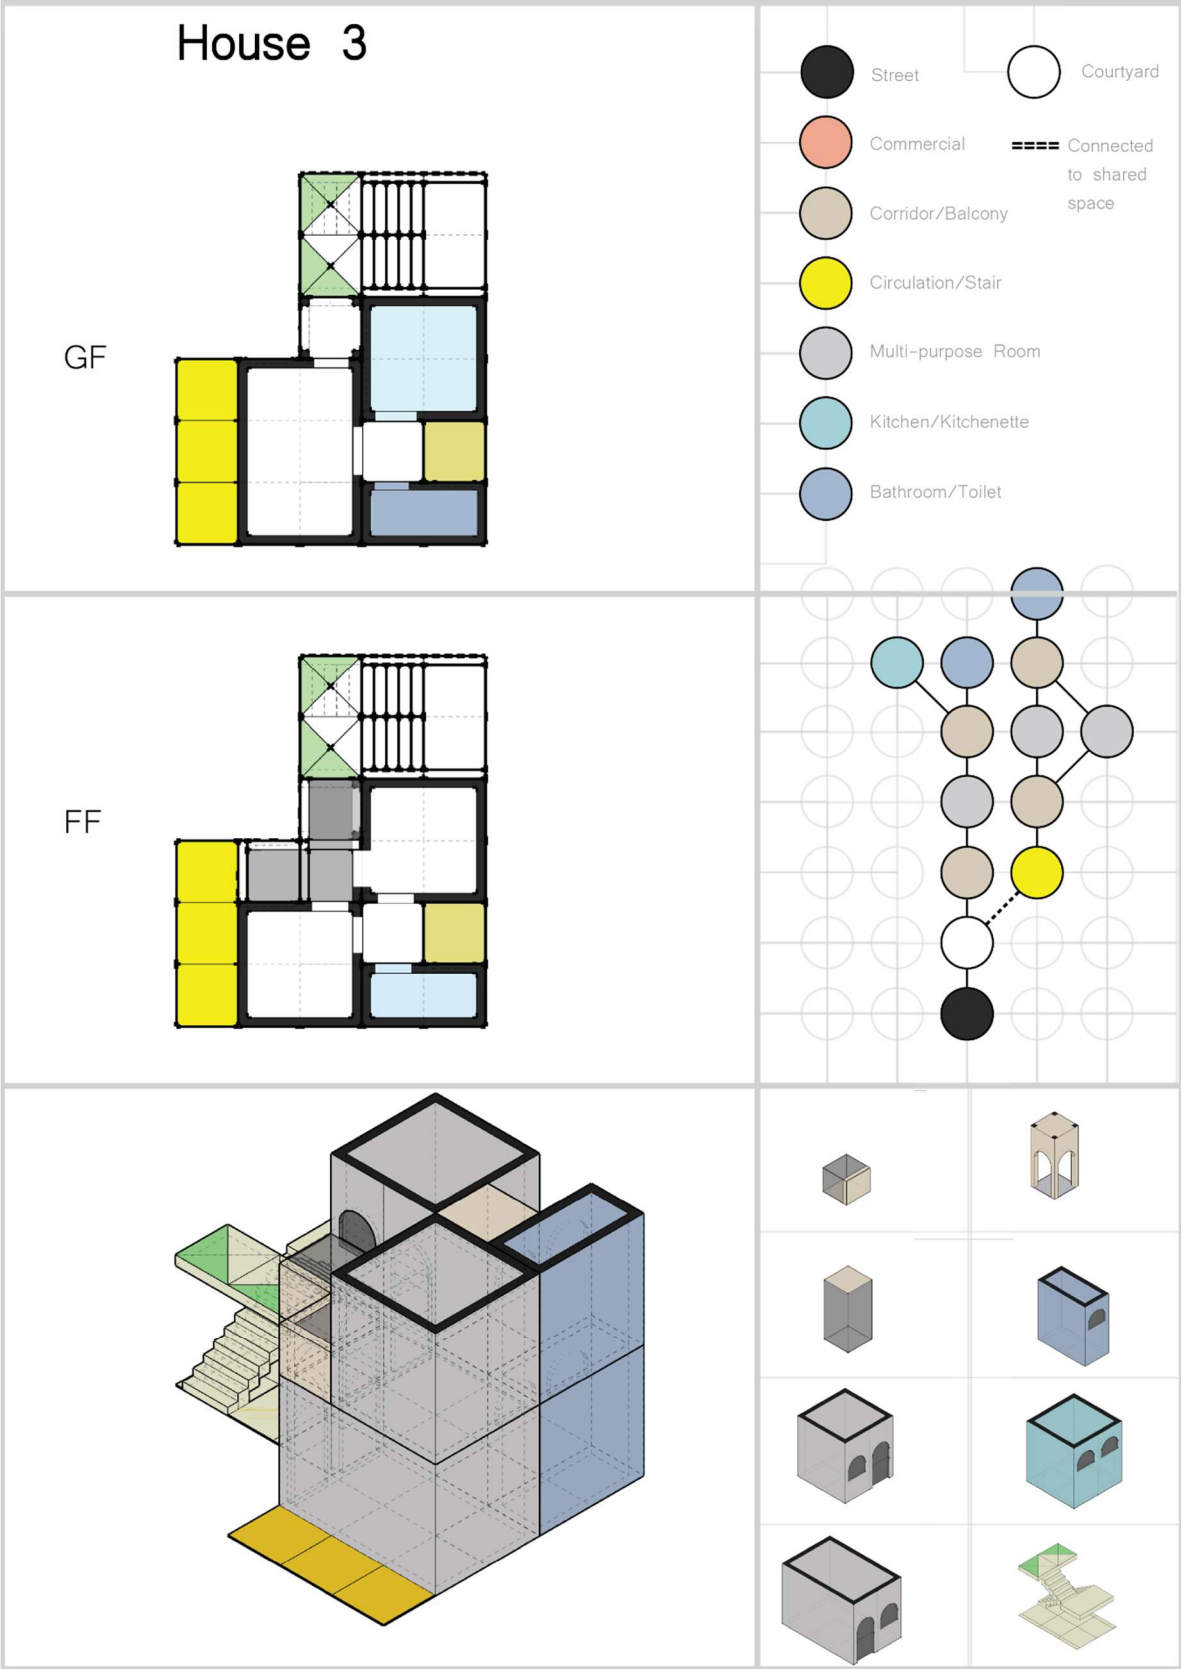 House 3
GF
FF
Street
Courtyard
Commercial
Connected
to shared
space
Corridor/Balcony
Circulation/Stair
Multi-purpose Room
Kitchen/Kitchenette
Bathroom/Toilet